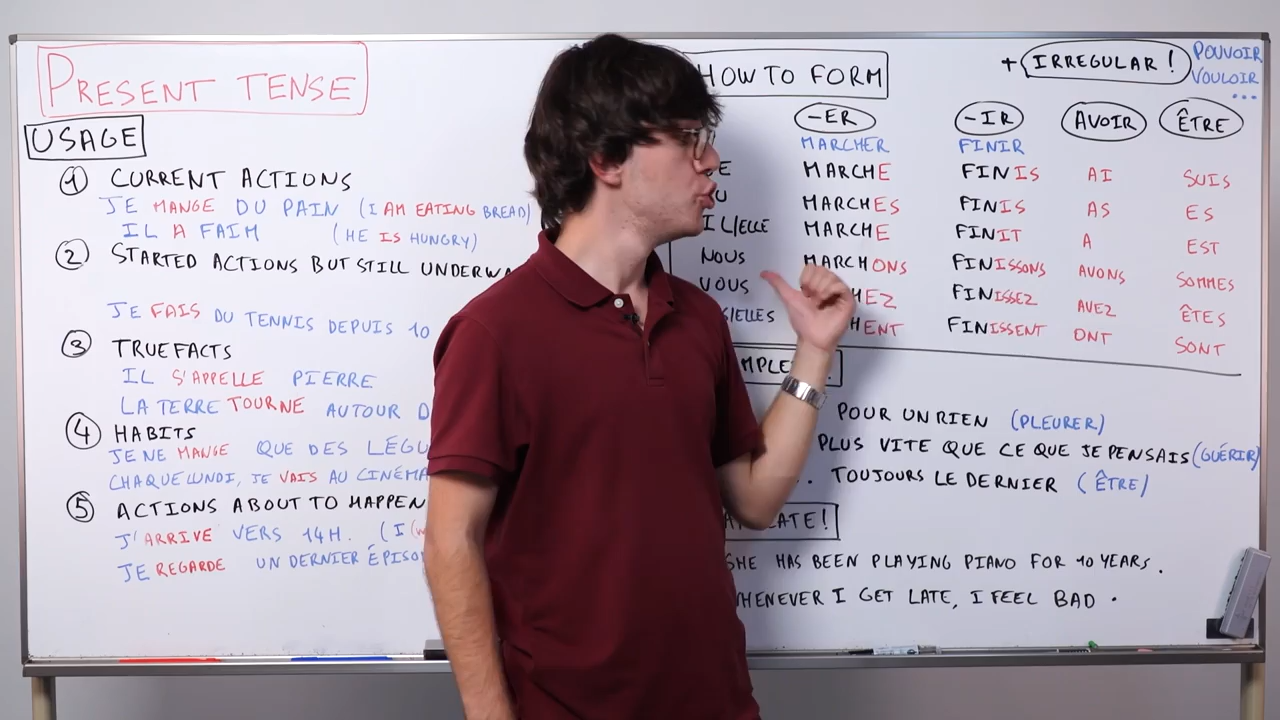 PRESENT TENSE
USAGE
1 CURRENT ACTIONS
JE MANGE DU PAIN (I AM EATING BREAD)
IL A FAIM (HE IS HUNGRY)
2 STARTED ACTIONS BUT STILL
JE FAIS DU TENNIS DEPUIS 10
3 TRUE FACTS
IL S'APPELLE PIERRE
LA TERRE TOURNE AUTOUR
4 HABITS
JE NE MANGE QUE DES
CHAQUE LUNDI, JE VAIS AU CINÉMA
5 ACTIONS ABOUT TO HAPPEN
J'ARRIVE VERS 14H. (I
JE REGARDE UN DERNIER
HOW TO FORM
+ IRREGULAR! POUVOIR
VOULOIR
...
-ER -IR AVOIR ÊTRE
MARCHER FINIR
MARCHE FINIS AI SUIS
MARCHES FINIS AS ES
IL/ELLE MARCHE FINIT A EST
NOUS MARCHONS FINISSONS AVONS SOMMES
VOUS FINISSEZ AVEZ ÊTES
FINISSENT ONT SONT
POUR UN RIEN (PLEURER)
PLUS VITE QUE CE QUE JE PENSAIS (GUÉRIR)
. TOUJOURS LE DERNIER (ÊTRE)
SHE HAS BEEN PLAYING PIANO FOR 10 YEARS.
WHENEVER I GET LATE, I FEEL BAD.